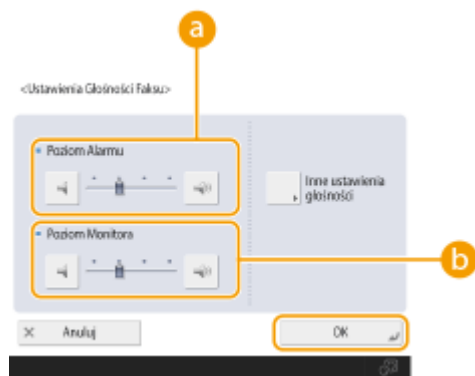 a
<Ustawienia Głośności Faksu>
Poziom Alarmu
Inne ustawienia
głośności
Poziom Monitora
b
Anuluj
OK